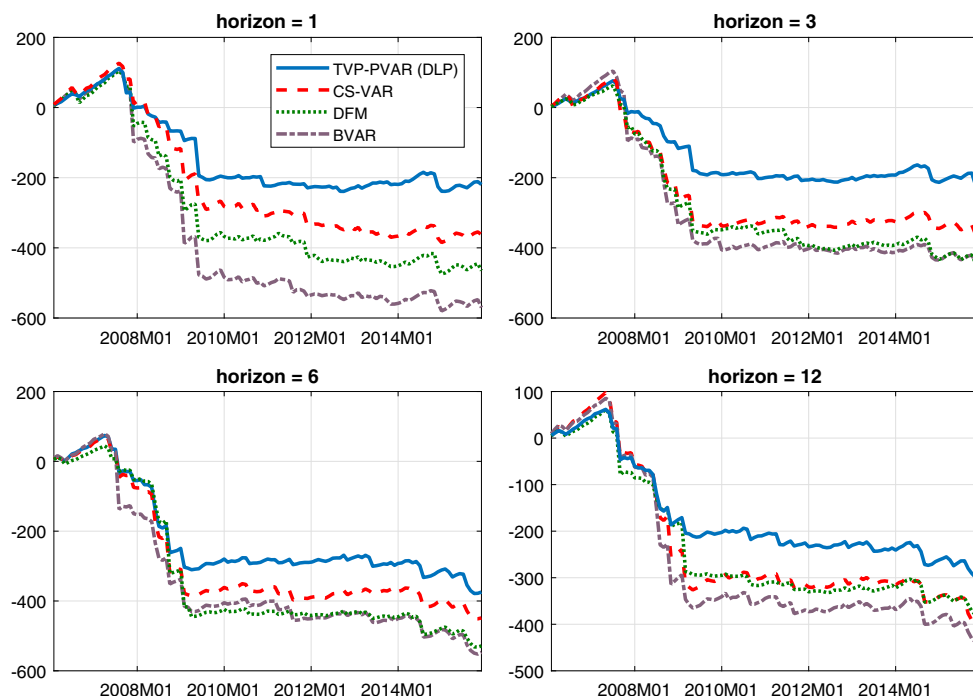 horizon = 1
200
0
-200
-400
-600
2008M01 2010M01 2012M01 2014M01
TVP-PVAR (DLP)
CS-VAR
DFM
BVAR
horizon = 3
200
0
-200
-400
-600
2008M01 2010M01 2012M01 2014M01
horizon = 6
200
0
-200
-400
-600
2008M01 2010M01 2012M01 2014M01
horizon = 12
100
0
-100
-200
-300
-400
-500
2008M01 2010M01 2012M01 2014M01